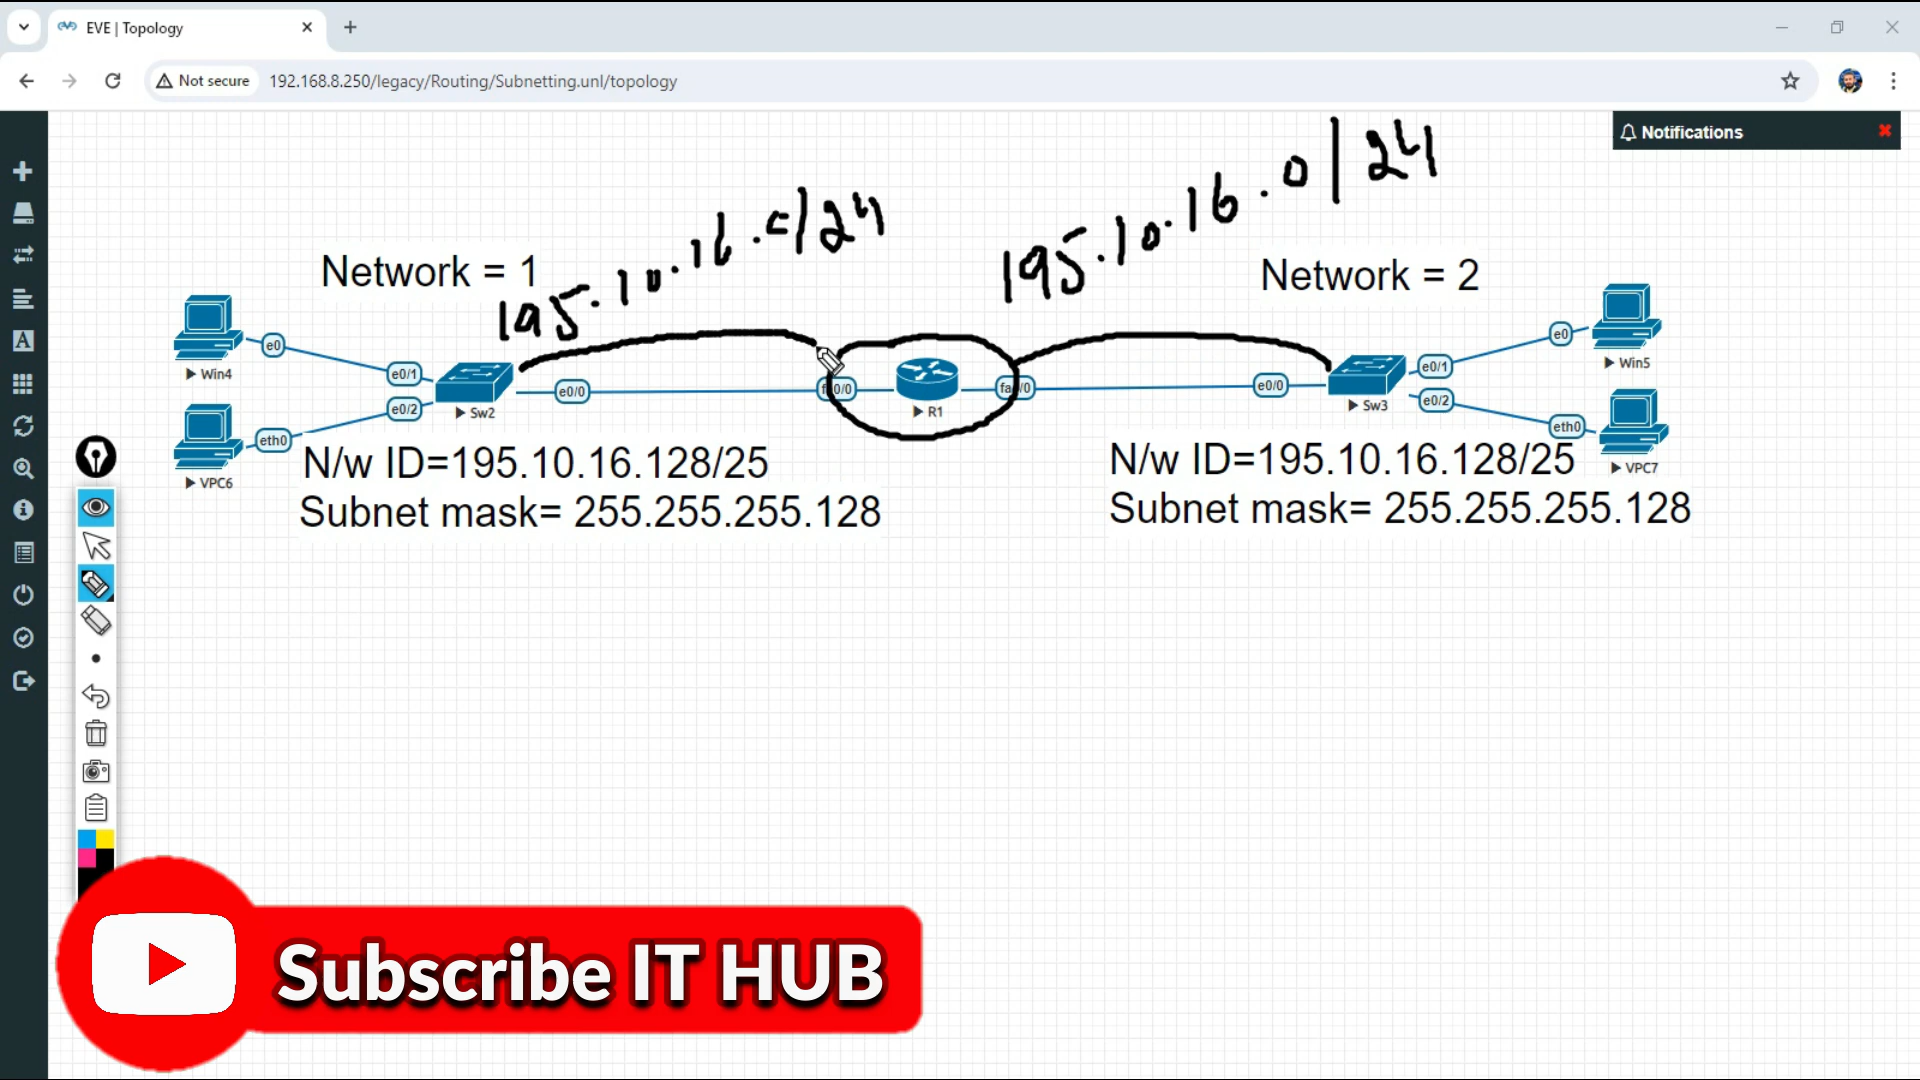 EVE | Topology
Not secure
192.168.8.250/legacy/Routing/Subnetting.unl/topology
Notifications
195.10.16.0/24
195.10.16.0/24
Network = 1
Network = 2
e0
e0/1
e0/2
eth0
Win4
VPC6
Sw2
e0/0
R1
e0/0
Sw3
e0/1
e0/2
e0
eth0
Win5
VPC7
N/w ID=195.10.16.128/25
Subnet mask= 255.255.255.128
N/w ID=195.10.16.128/25
Subnet mask= 255.255.255.128
Subscribe IT HUB